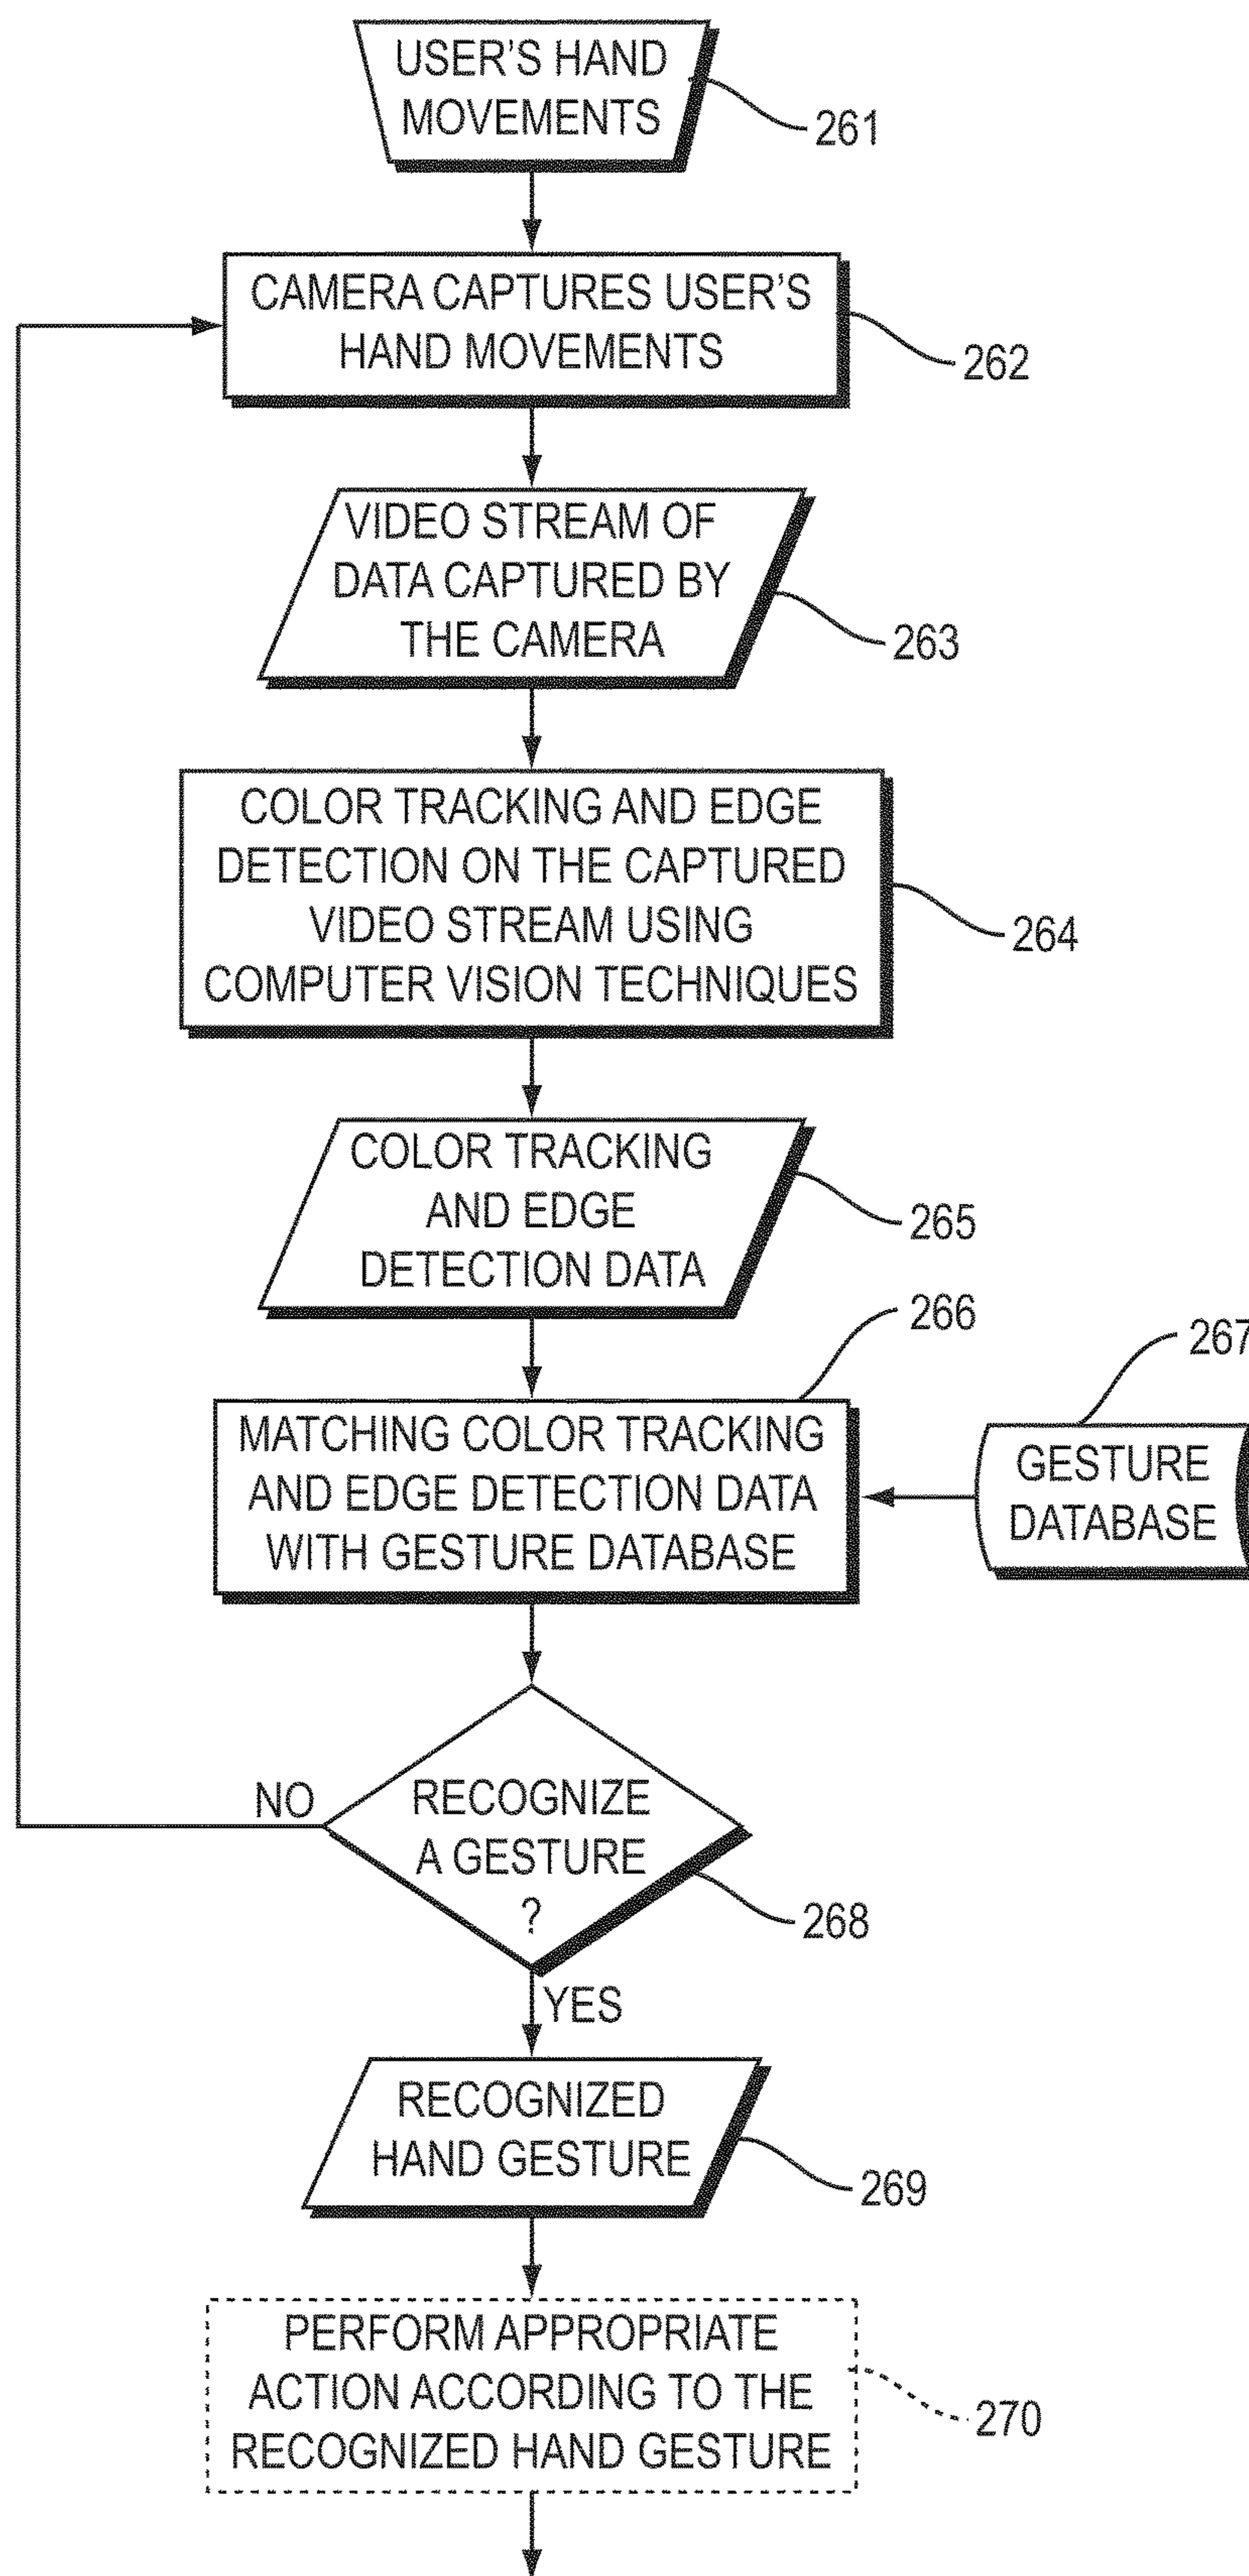 USER'S HAND
MOVEMENTS
261
CAMERA CAPTURES USER'S
HAND MOVEMENTS
262
VIDEO STREAM OF
DATA CAPTURED BY
THE CAMERA
263
COLOR TRACKING AND EDGE
DETECTION ON THE CAPTURED
VIDEO STREAM USING
COMPUTER VISION TECHNIQUES
264
COLOR TRACKING
AND EDGE
DETECTION DATA
265
266
267
MATCHING COLOR TRACKING
AND EDGE DETECTION DATA
WITH GESTURE DATABASE
GESTURE
DATABASE
NO
RECOGNIZE
A GESTURE
?
268
YES
RECOGNIZED
HAND GESTURE
269
PERFORM APPROPRIATE
ACTION ACCORDING TO THE
RECOGNIZED HAND GESTURE
270